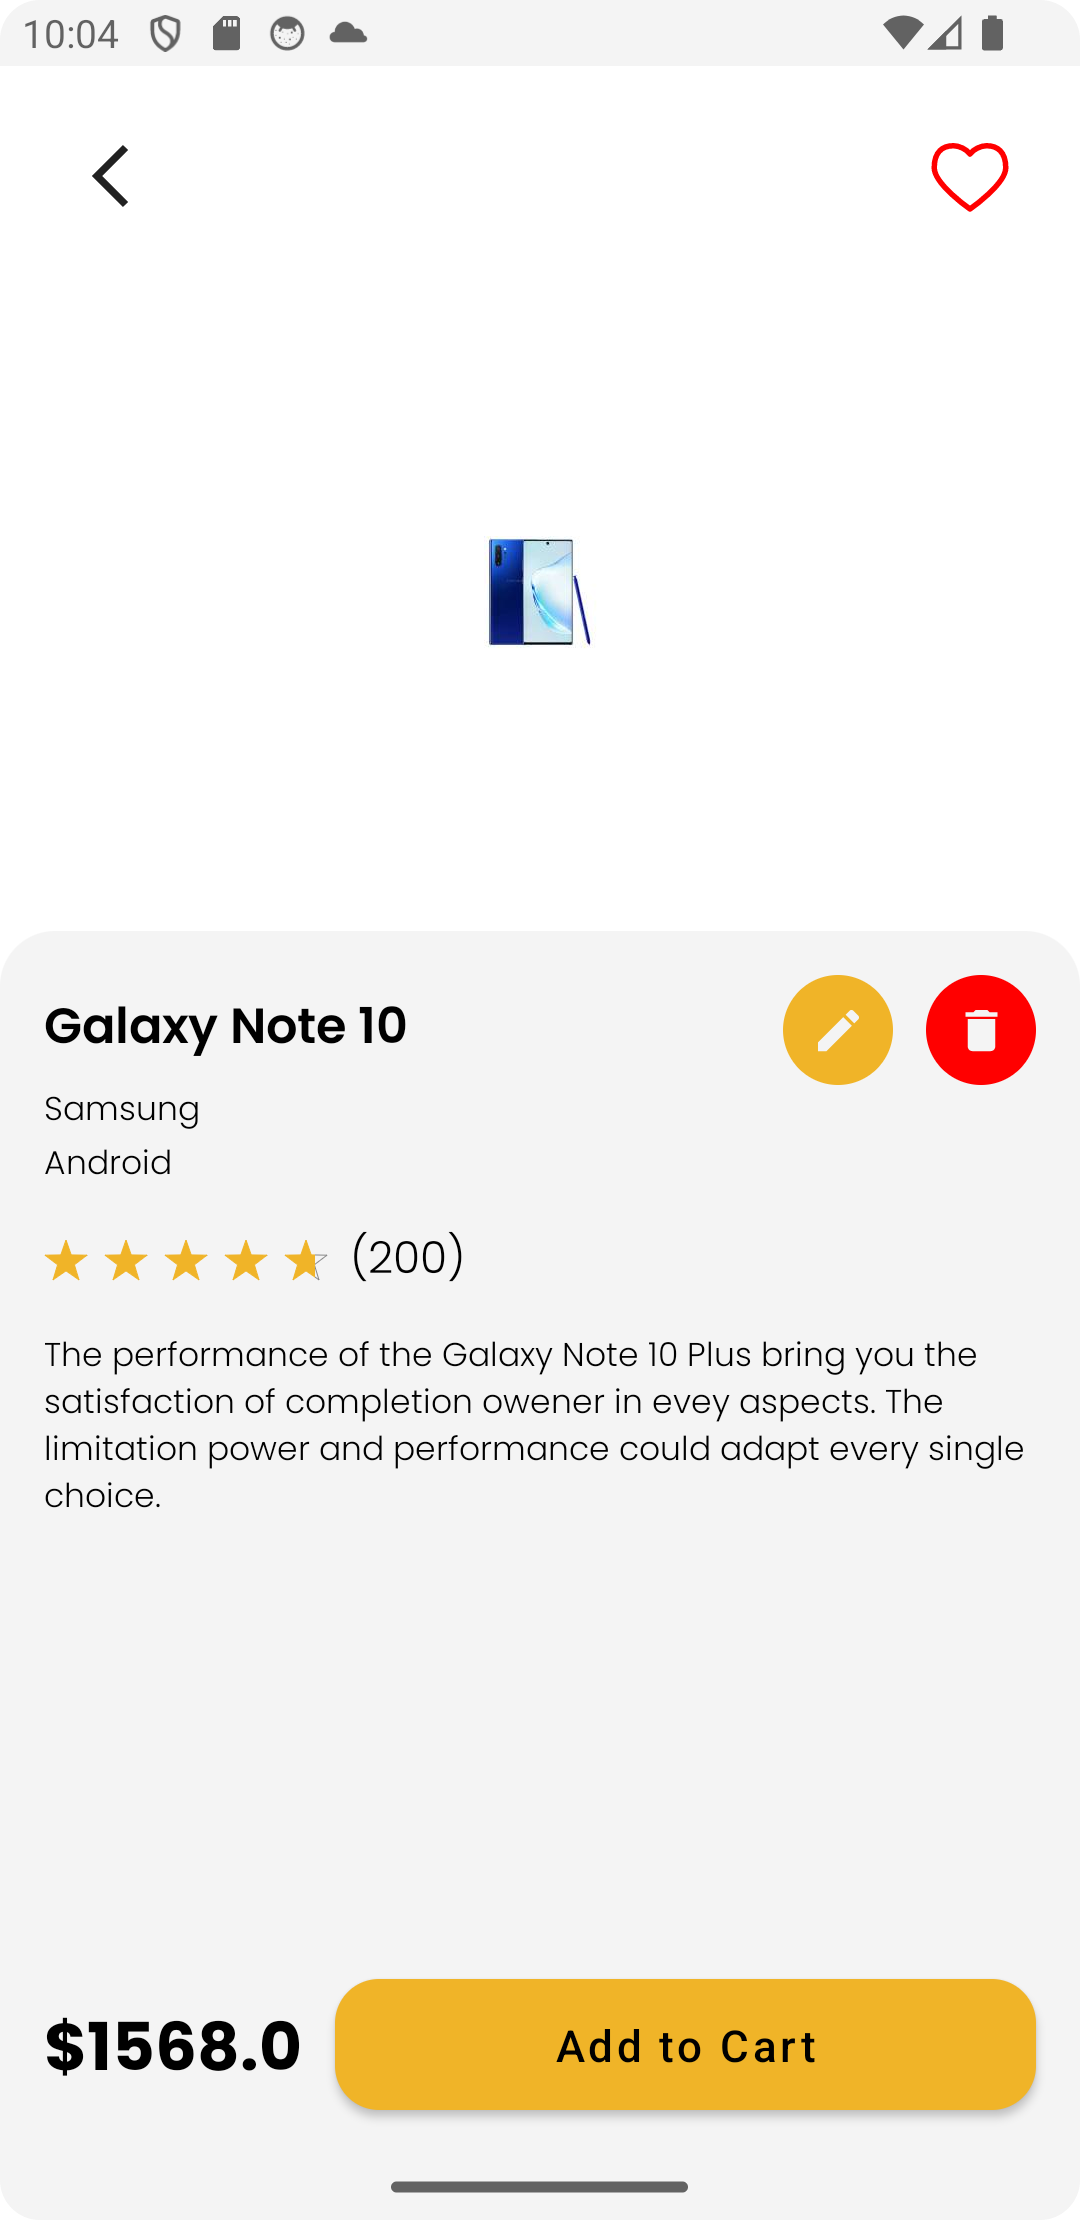 10:04
Galaxy Note 10
Samsung
Android
(200)
The performance of the Galaxy Note 10 Plus bring you the
satisfaction of completion owener in evey aspects. The
limitation power and performance could adapt every single
choice.
$1568.0
Add to Cart